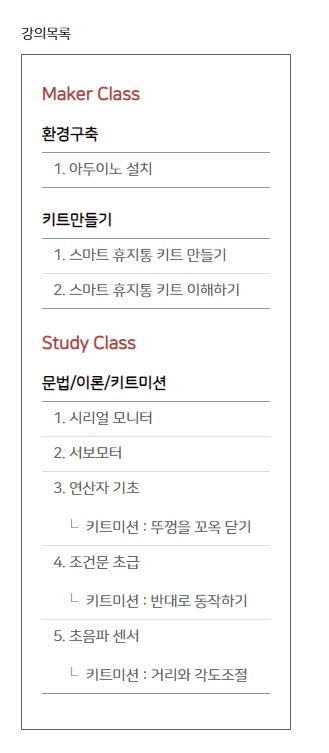 강의목록
Maker Class
환경구축
1. 아두이노 설치
키트만들기
1. 스마트 휴지통 키트 만들기
2. 스마트 휴지통 키트 이해하기
Study Class
문법/이론/키트미션
1. 시리얼 모니터
2. 서보모터
3. 연산자 기초
└ 키트미션 : 뚜껑을 꼬옥 닫기
4. 조건문 초급
└ 키트미션 : 반대로 동작하기
5. 초음파 센서
└ 키트미션 : 거리와 각도조절